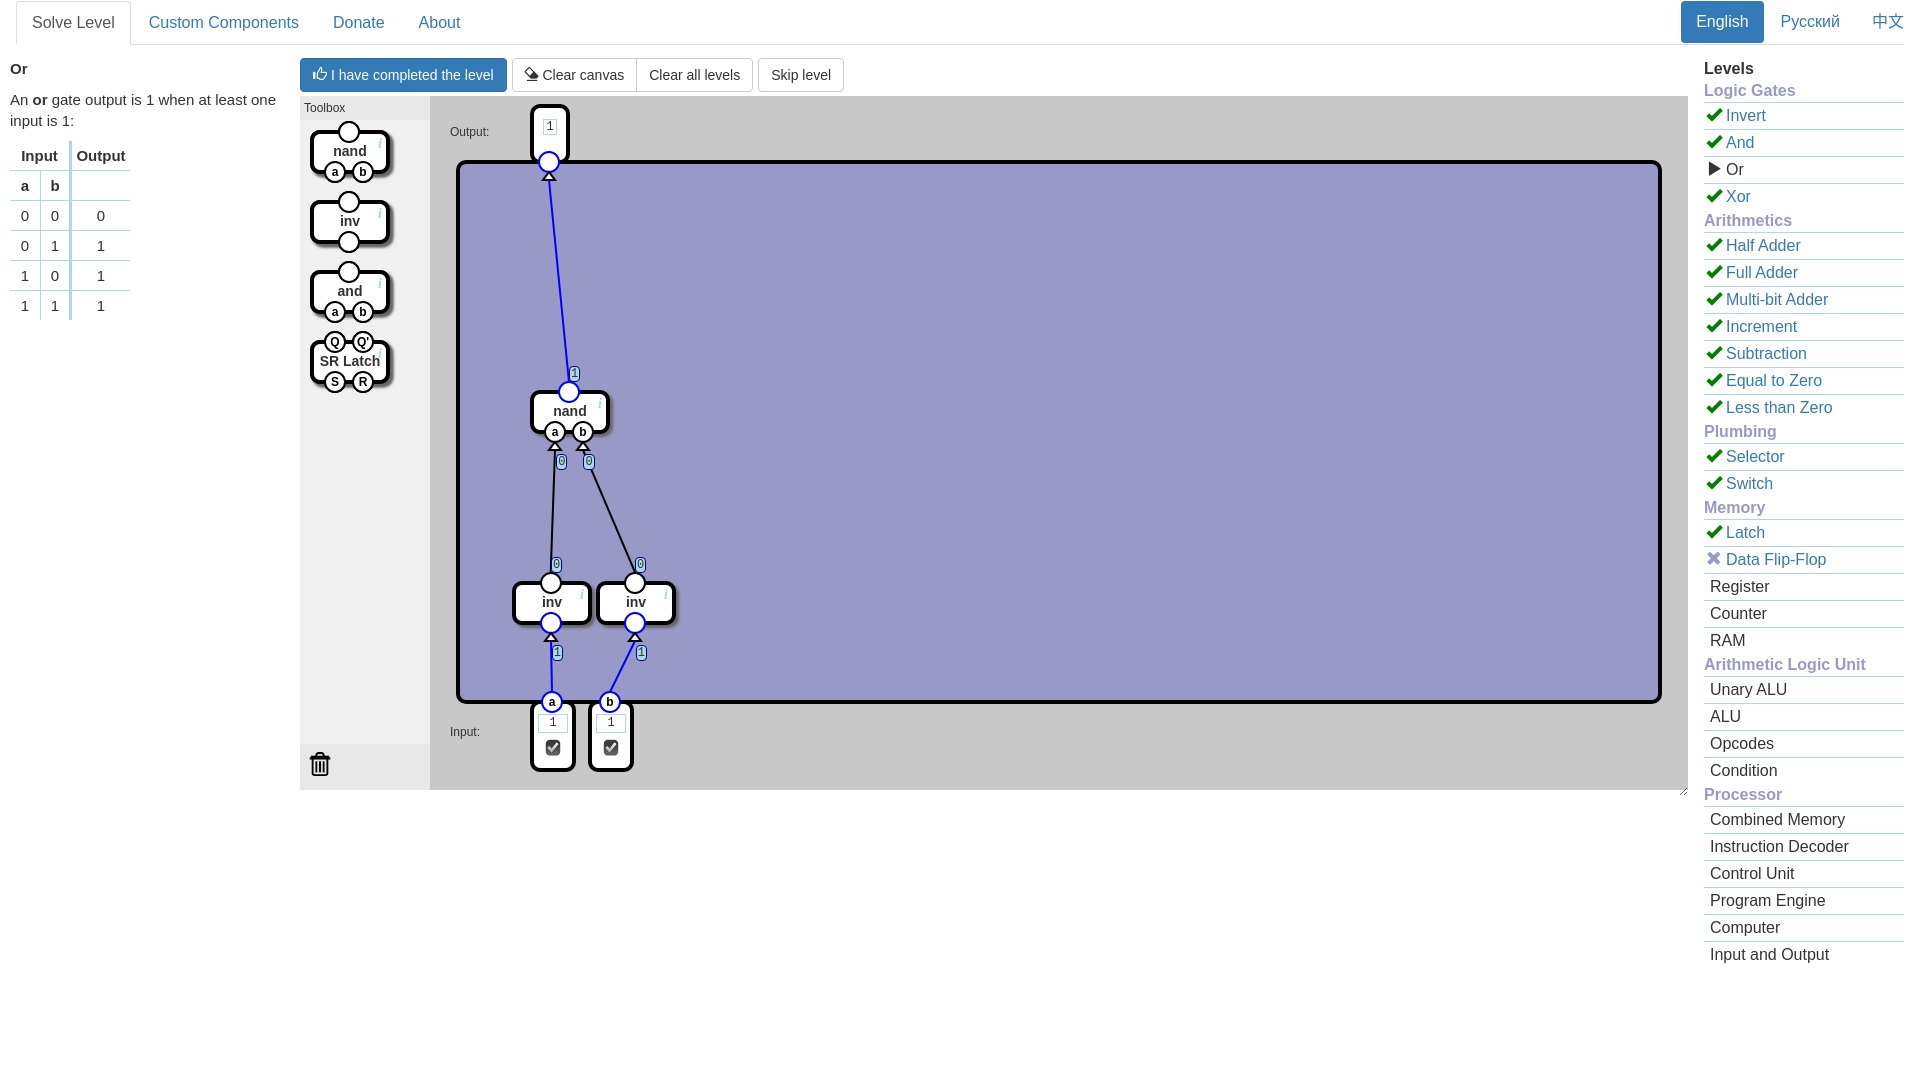 Solve Level
Custom Components
Donate
About
English
Русский
中文
Or
An or gate output is 1 when at least one
input is 1:
Input Output
a b
0 0 0
0 1 1
1 0 1
1 1 1
I have completed the level
Clear canvas
Clear all levels
Skip level
Toolbox
nand
i
a b
inv
i
and
i
a b
Q Q'
SR Latch
i
S R
Output:
1
1
nand
i
a b
0 0
0 0
inv
i
inv
i
1 1
a b
Input:
1 1
Levels
Logic Gates
Invert
And
Or
Xor
Arithmetics
Half Adder
Full Adder
Multi-bit Adder
Increment
Subtraction
Equal to Zero
Less than Zero
Plumbing
Selector
Switch
Memory
Latch
Data Flip-Flop
Register
Counter
RAM
Arithmetic Logic Unit
Unary ALU
ALU
Opcodes
Condition
Processor
Combined Memory
Instruction Decoder
Control Unit
Program Engine
Computer
Input and Output